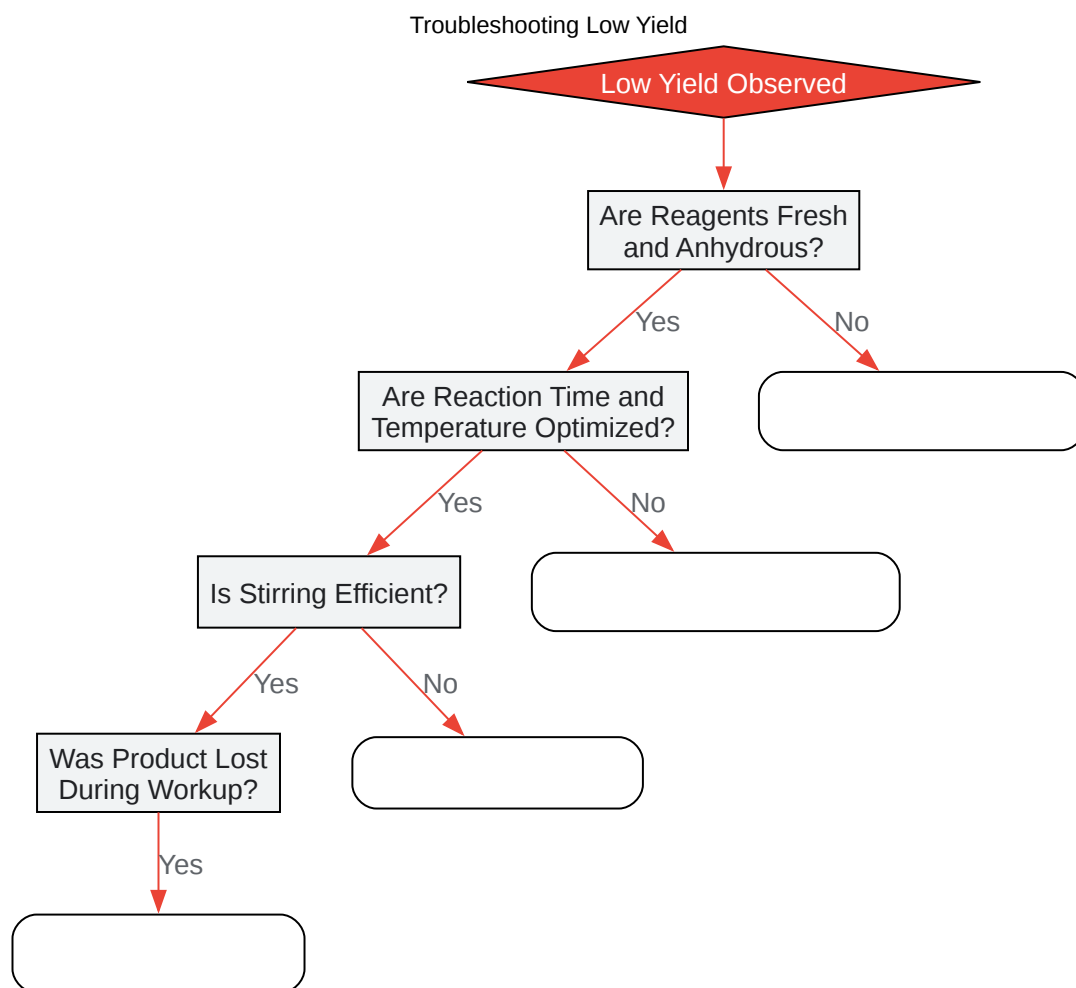 Troubleshooting Low Yield
Low Yield Observed
Are Reagents Fresh
and Anhydrous?
Yes
No
Are Reaction Time and
Temperature Optimized?
Yes
No
Is Stirring Efficient?
Yes
No
Was Product Lost
During Workup?
Yes